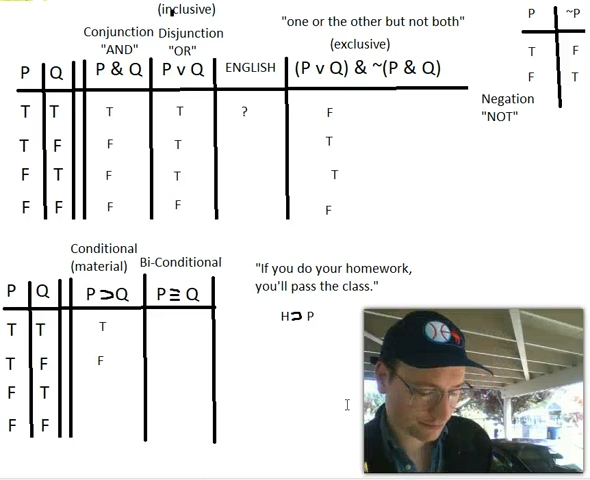 (inclusive)
"one or the other but not both"
P ~P
Conjunction Disjunction
"AND" "OR" (exclusive)
P Q P & Q P v Q ENGLISH (P v Q) & ~(P & Q)
T F
F T
Negation
"NOT"
T T T T ? F
T F F T T
F T F T T
F F F F F
Conditional
(material) Bi-Conditional
P Q P ⊃ Q P ≡ Q
T T T
T F F
F T
F F
"If you do your homework,
you'll pass the class."
H ⊃ P